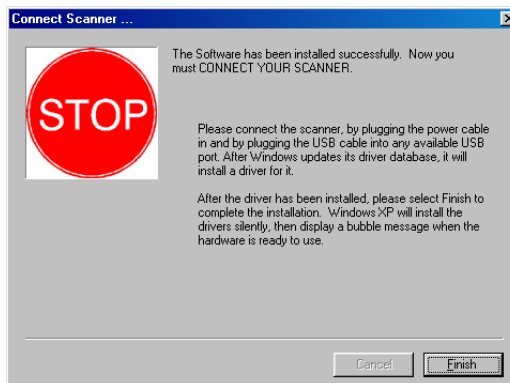 Connect Scanner ...
STOP
The Software has been installed successfully. Now you
must CONNECT YOUR SCANNER.
Please connect the scanner, by plugging the power cable
in and by plugging the USB cable into any available USB
port. After Windows updates its driver database, it will
install a driver for it.
After the driver has been installed, please select Finish to
complete the installation. Windows XP will install the
drivers silently, then display a bubble message when the
hardware is ready to use.
Cancel
Finish